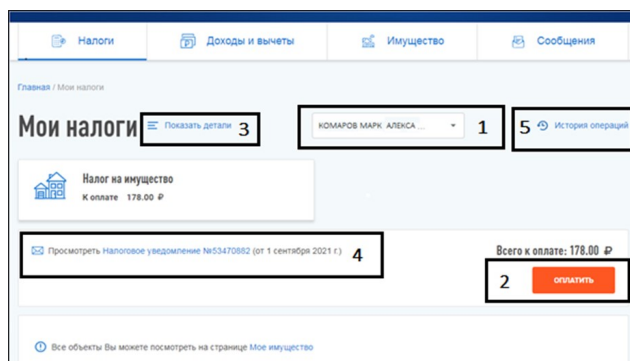 Налоги Доходы и вычеты Имущество Сообщения
Главная / Мои налоги
Мои налоги Показать детали 3 КОМАРОВ МАРК АЛЕКСА ... 1 5 История операций
Налог на имущество
К оплате 178.00 ₽
Просмотреть Налоговое уведомление №53470882 (от 1 сентября 2021 г.) 4 Всего к оплате: 178.00 ₽
2 ОПЛАТИТЬ
Все объекты Вы можете посмотреть на странице Мое имущество